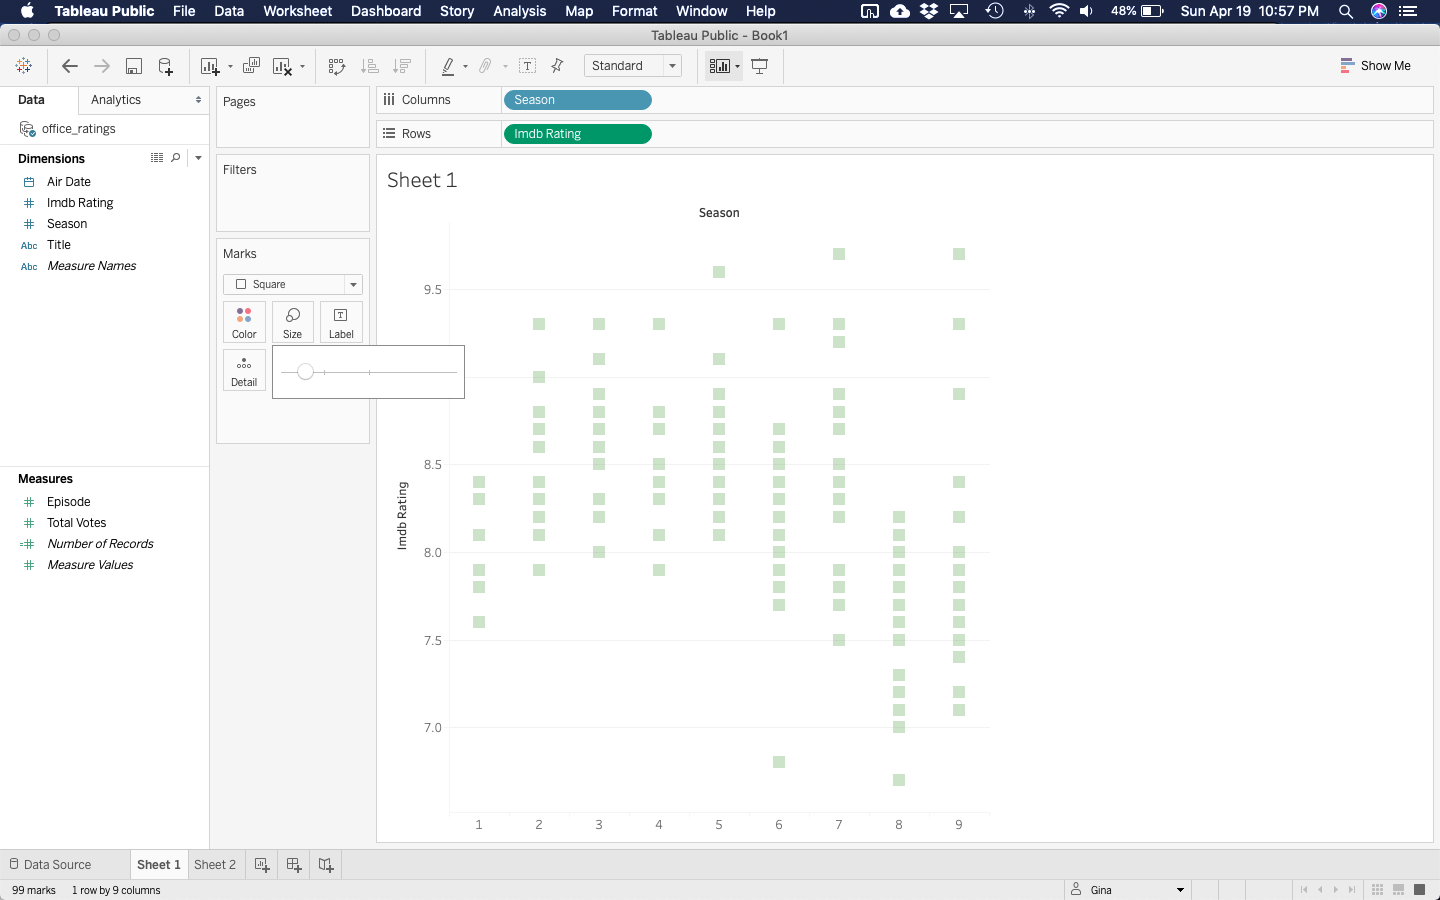 Tableau Public File Data Worksheet Dashboard Story Analysis Map Format Window Help 48% Sun Apr 19 10:57 PM
Tableau Public - Book1
Standard Show Me
Data Analytics
office_ratings
Dimensions
Air Date
Imdb Rating
Season
Abc Title
Abc Measure Names
Measures
Episode
Total Votes
Number of Records
Measure Values
Pages
Filters
Marks
Square
Color Size T Label
Detail
Columns Season
Rows Imdb Rating
Sheet 1
Season
Imdb Rating
9.5
8.5
8.0
7.5
7.0
1 2 3 4 5 6 7 8 9
Data Source Sheet 1 Sheet 2
99 marks 1 row by 9 columns Gina